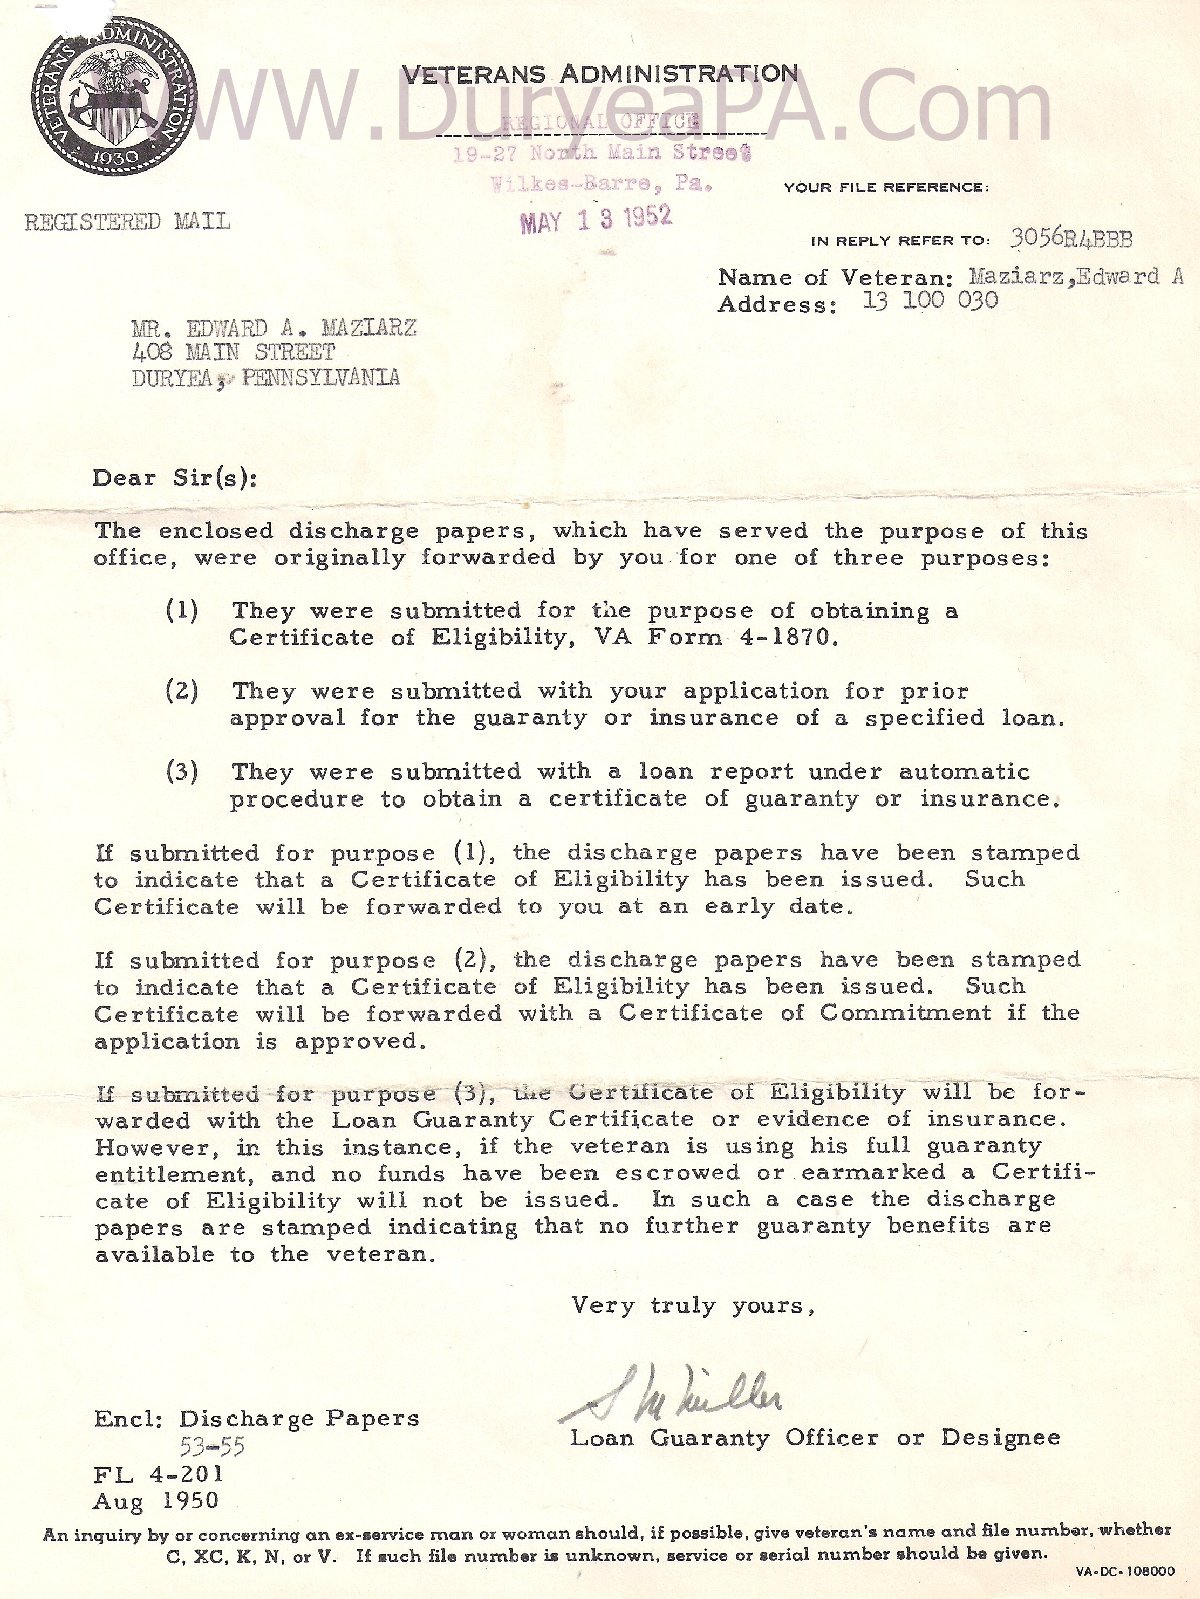 VETERANS ADMINISTRATION
1930
WWW.DuryeaPA.Com
VETERANS ADMINISTRATION
REGIONAL OFFICE
19-27 North Main Street
Wilkes-Barre, Pa.
MAY 13 1952
YOUR FILE REFERENCE:
REGISTERED MAIL
IN REPLY REFER TO: 3056R4BBB
Name of Veteran: Maziarz,Edward A
Address: 13 100 030
MR. EDWARD A. MAZIARZ
408 MAIN STREET
DURYEA, PENNSYLVANIA
Dear Sir(s):
The enclosed discharge papers, which have served the purpose of this
office, were originally forwarded by you for one of three purposes:
(1) They were submitted for the purpose of obtaining a
Certificate of Eligibility, VA Form 4-1870.
(2) They were submitted with your application for prior
approval for the guaranty or insurance of a specified loan.
(3) They were submitted with a loan report under automatic
procedure to obtain a certificate of guaranty or insurance.
If submitted for purpose (1), the discharge papers have been stamped
to indicate that a Certificate of Eligibility has been issued. Such
Certificate will be forwarded to you at an early date.
If submitted for purpose (2), the discharge papers have been stamped
to indicate that a Certificate of Eligibility has been issued. Such
Certificate will be forwarded with a Certificate of Commitment if the
application is approved.
If submitted for purpose (3), the Certificate of Eligibility will be for-
warded with the Loan Guaranty Certificate or evidence of insurance.
However, in this instance, if the veteran is using his full guaranty
entitlement, and no funds have been escrowed or earmarked a Certifi-
cate of Eligibility will not be issued. In such a case the discharge
papers are stamped indicating that no further guaranty benefits are
available to the veteran.
Very truly yours,
Encl: Discharge Papers
53-55
Loan Guaranty Officer or Designee
FL 4-201
Aug 1950
An inquiry by or concerning an ex-service man or woman should, if possible, give veteran's name and file number, whether
C, XC, K, N, or V. If such file number is unknown, service or serial number should be given.
VA-DC-108000